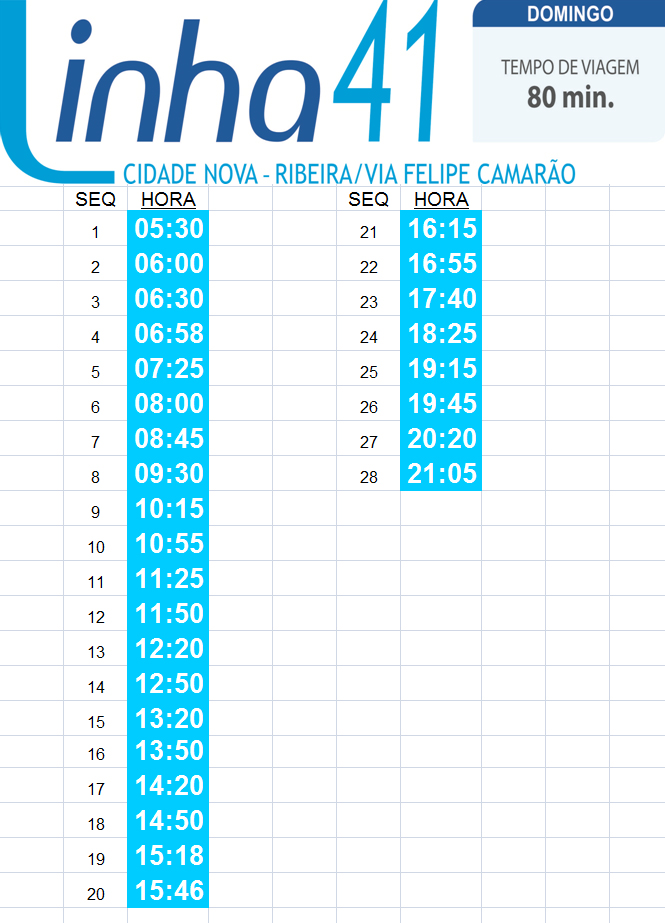 Linha 41
DOMINGO
TEMPO DE VIAGEM
80 min.
CIDADE NOVA - RIBEIRA/VIA FELIPE CAMARÃO
SEQ HORA SEQ HORA
1 05:30 21 16:15
2 06:00 22 16:55
3 06:30 23 17:40
4 06:58 24 18:25
5 07:25 25 19:15
6 08:00 26 19:45
7 08:45 27 20:20
8 09:30 28 21:05
9 10:15
10 10:55
11 11:25
12 11:50
13 12:20
14 12:50
15 13:20
16 13:50
17 14:20
18 14:50
19 15:18
20 15:46